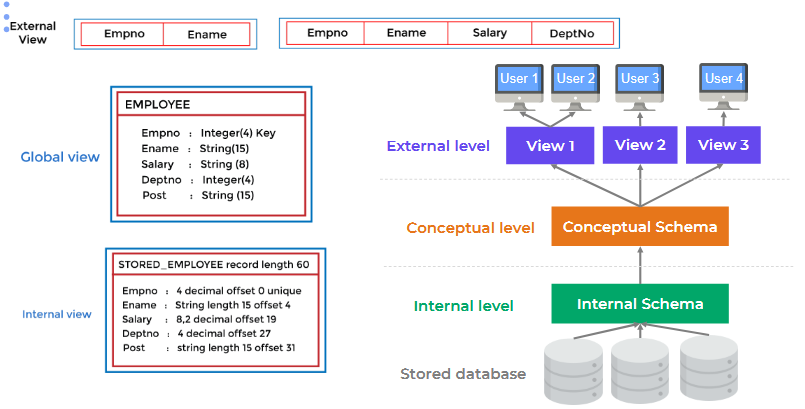 External
View
Empno Ename
Empno Ename Salary DeptNo
Global view
EMPLOYEE
Empno : Integer(4) Key
Ename : String(15)
Salary : String (8)
Deptno : Integer(4)
Post : String (15)
Internal view
STORED_EMPLOYEE record length 60
Empno : 4 decimal offset 0 unique
Ename : String length 15 offset 4
Salary : 8,2 decimal offset 19
Deptno : 4 decimal offset 27
Post : string length 15 offset 31
User 1 User 2 User 3 User 4
External level View 1 View 2 View 3
Conceptual level Conceptual Schema
Internal level Internal Schema
Stored database